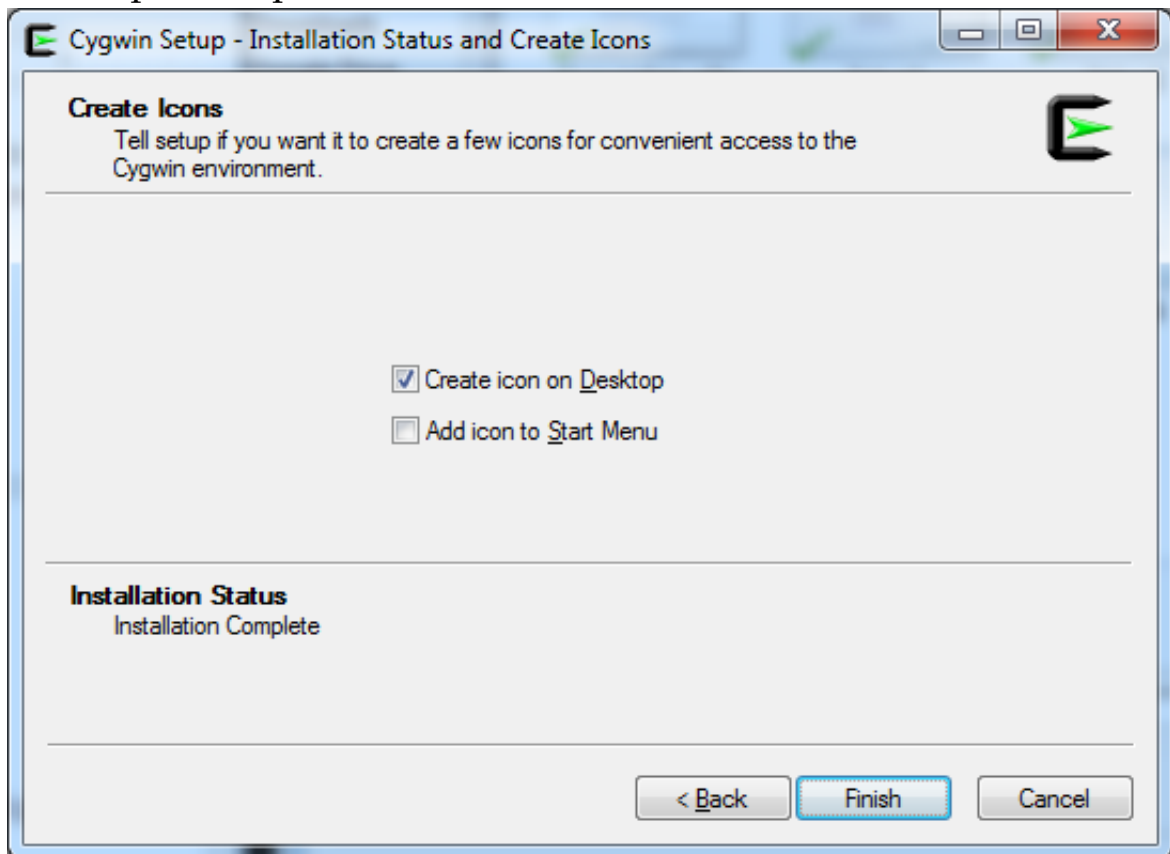 Cygwin Setup - Installation Status and Create Icons
Create Icons
Tell setup if you want it to create a few icons for convenient access to the
Cygwin environment.
Create icon on Desktop
Add icon to Start Menu
Installation Status
Installation Complete
< Back
Finish
Cancel